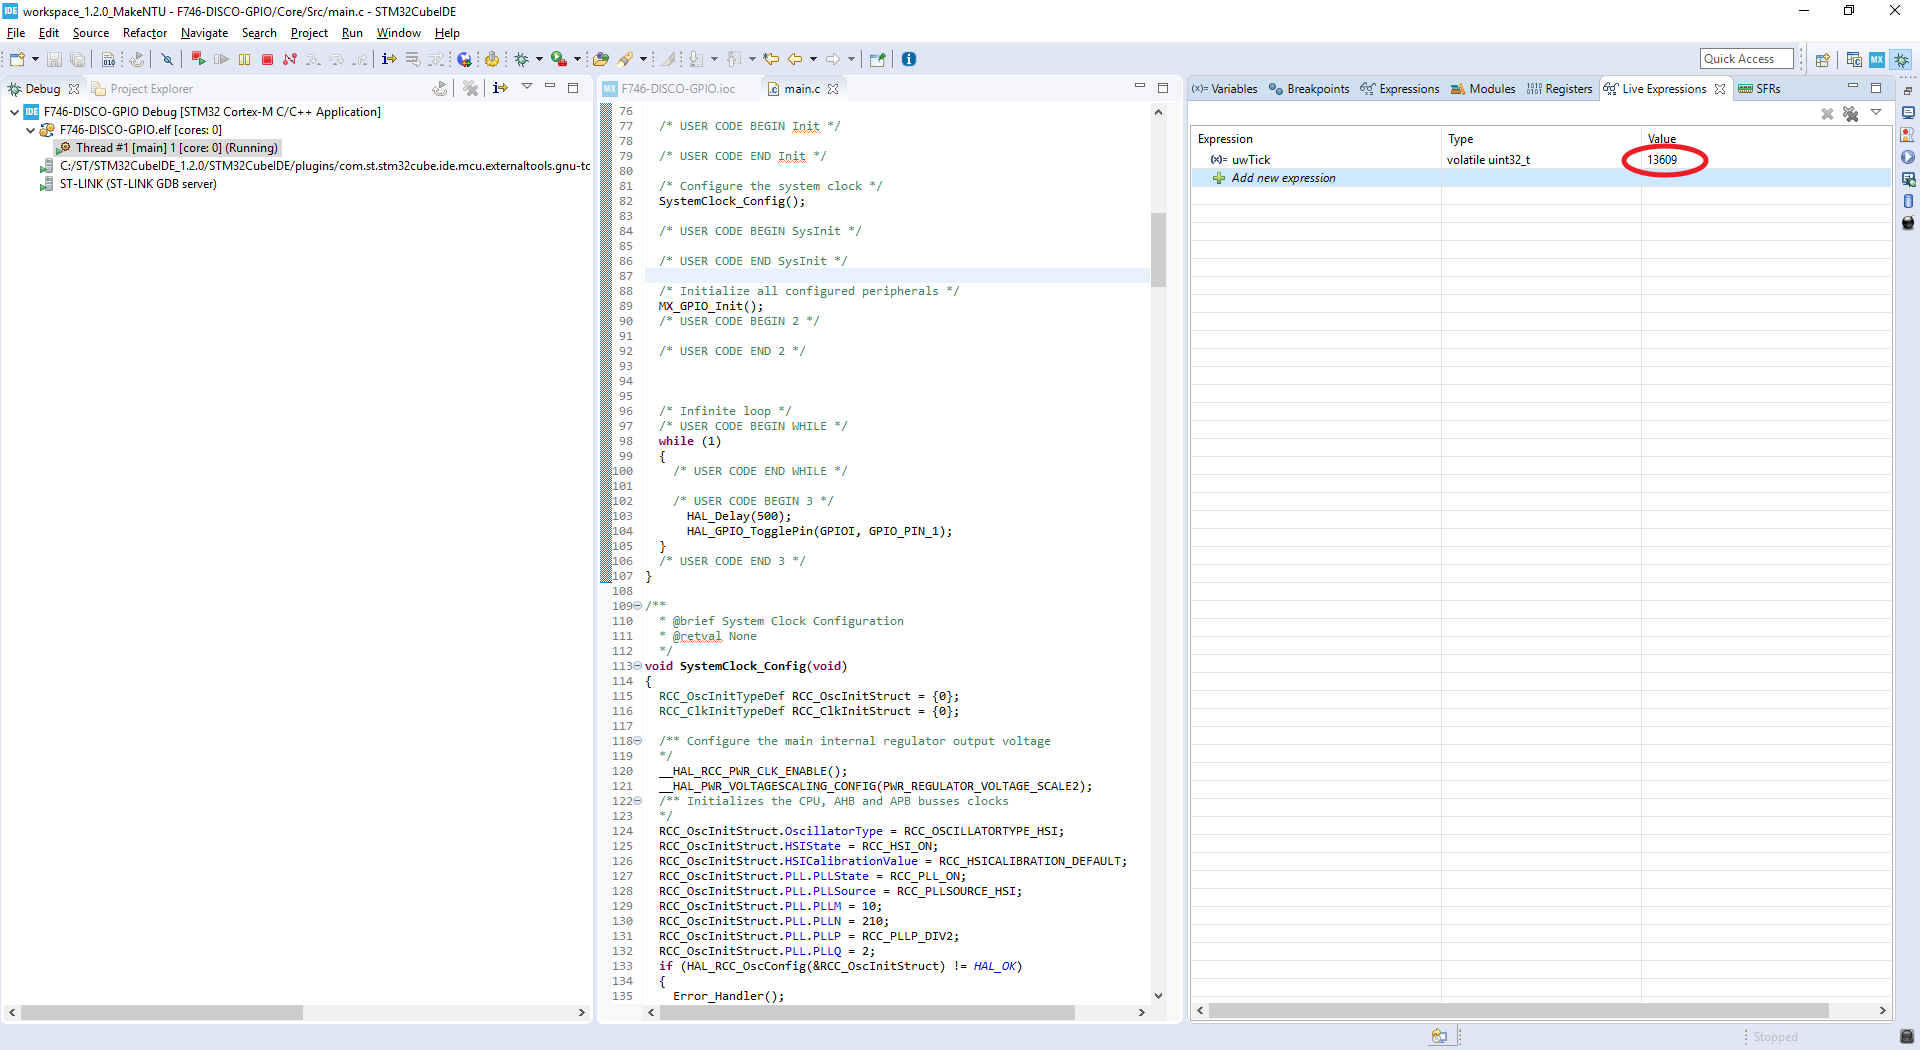 workspace_1.2.0_MakeNTU - F746-DISCO-GPIO/Core/Src/main.c - STM32CubeIDE
File Edit Source Refactor Navigate Search Project Run Window Help
Quick Access
Debug Project Explorer
F746-DISCO-GPIO Debug [STM32 Cortex-M C/C++ Application]
F746-DISCO-GPIO.elf [cores: 0]
Thread #1 [main] 1 [core: 0] (Running)
C:/ST/STM32CubeIDE_1.2.0/STM32CubeIDE/plugins/com.st.stm32cube.ide.mcu.externaltools.gnu-to
ST-LINK (ST-LINK GDB server)
F746-DISCO-GPIO.ioc main.c
76
77 /* USER CODE BEGIN Init */
78
79 /* USER CODE END Init */
80
81 /* Configure the system clock */
82 SystemClock_Config();
83
84 /* USER CODE BEGIN SysInit */
85
86 /* USER CODE END SysInit */
87
88 /* Initialize all configured peripherals */
89 MX_GPIO_Init();
90 /* USER CODE BEGIN 2 */
91
92 /* USER CODE END 2 */
93
94
95
96 /* Infinite loop */
97 /* USER CODE BEGIN WHILE */
98 while (1)
99 {
100 /* USER CODE END WHILE */
101
102 /* USER CODE BEGIN 3 */
103 HAL_Delay(500);
104 HAL_GPIO_TogglePin(GPIOI, GPIO_PIN_1);
105 }
106 /* USER CODE END 3 */
107 }
108
109 /**
110 * @brief System Clock Configuration
111 * @retval None
112 */
113 void SystemClock_Config(void)
114 {
115 RCC_OscInitTypeDef RCC_OscInitStruct = {0};
116 RCC_ClkInitTypeDef RCC_ClkInitStruct = {0};
117
118 /** Configure the main internal regulator output voltage
119 */
120 __HAL_RCC_PWR_CLK_ENABLE();
121 __HAL_PWR_VOLTAGESCALING_CONFIG(PWR_REGULATOR_VOLTAGE_SCALE2);
122 /** Initializes the CPU, AHB and APB busses clocks
123 */
124 RCC_OscInitStruct.OscillatorType = RCC_OSCILLATORTYPE_HSI;
125 RCC_OscInitStruct.HSIState = RCC_HSI_ON;
126 RCC_OscInitStruct.HSICalibrationValue = RCC_HSICALIBRATION_DEFAULT;
127 RCC_OscInitStruct.PLL.PLLState = RCC_PLL_ON;
128 RCC_OscInitStruct.PLL.PLLSource = RCC_PLLSOURCE_HSI;
129 RCC_OscInitStruct.PLL.PLLM = 10;
130 RCC_OscInitStruct.PLL.PLLN = 210;
131 RCC_OscInitStruct.PLL.PLLP = RCC_PLLP_DIV2;
132 RCC_OscInitStruct.PLL.PLLQ = 2;
133 if (HAL_RCC_OscConfig(&RCC_OscInitStruct) != HAL_OK)
134 {
135 Error_Handler();
(x)= Variables Breakpoints Expressions Modules Registers Live Expressions SFRs
Expression Type Value
(x)= uwTick volatile uint32_t 13609
Add new expression
Stopped